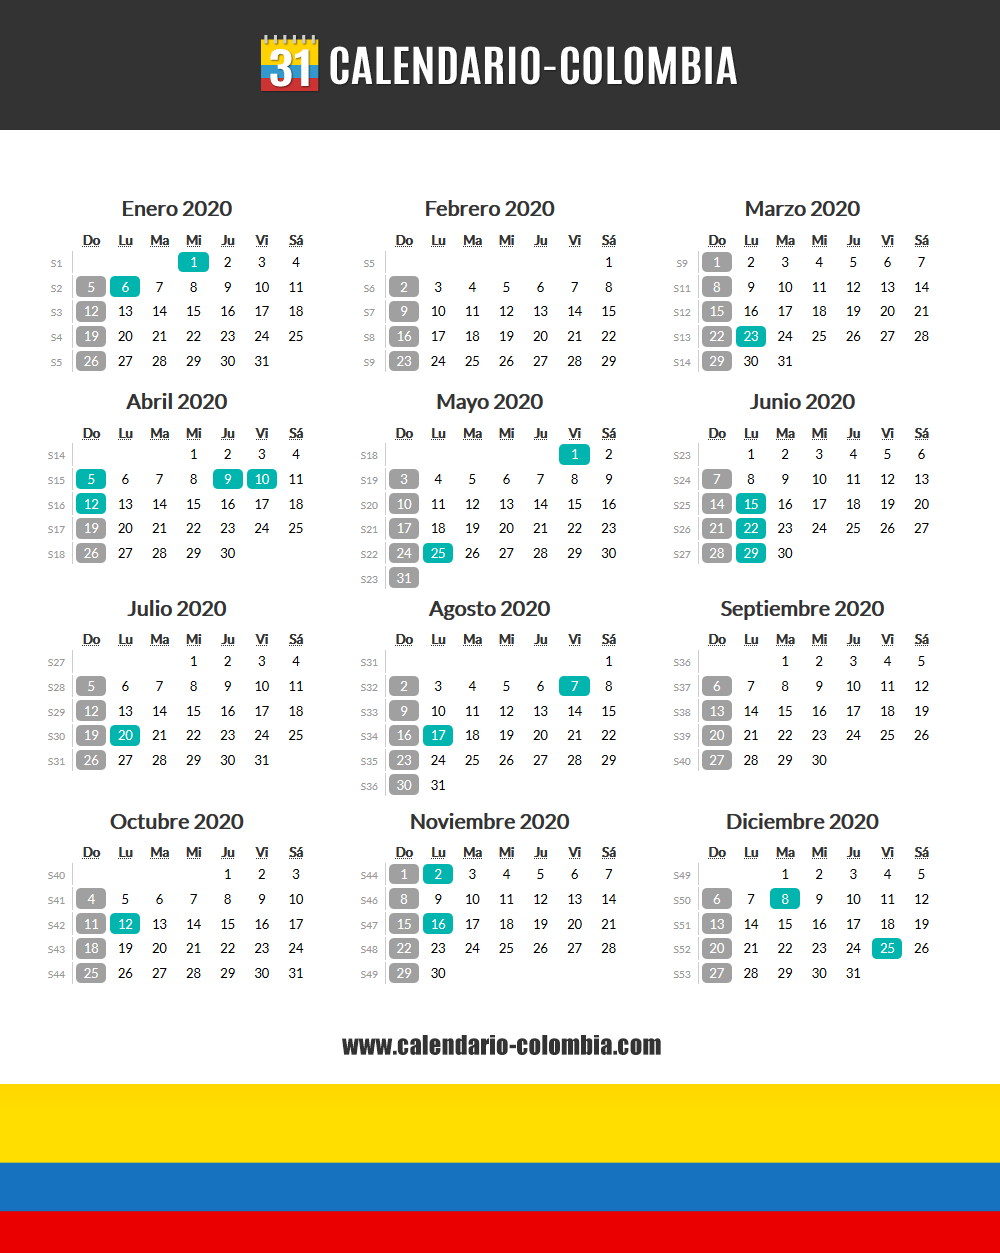 31 CALENDARIO-COLOMBIA
Enero 2020 Febrero 2020 Marzo 2020
Do Lu Ma Mi Ju Vi Sá Do Lu Ma Mi Ju Vi Sá Do Lu Ma Mi Ju Vi Sá
S1 1 2 3 4 S5 1 S9 1 2 3 4 5 6 7
S2 5 6 7 8 9 10 11 S6 2 3 4 5 6 7 8 S11 8 9 10 11 12 13 14
S3 12 13 14 15 16 17 18 S7 9 10 11 12 13 14 15 S12 15 16 17 18 19 20 21
S4 19 20 21 22 23 24 25 S8 16 17 18 19 20 21 22 S13 22 23 24 25 26 27 28
S5 26 27 28 29 30 31 S9 23 24 25 26 27 28 29 S14 29 30 31
Abril 2020 Mayo 2020 Junio 2020
Do Lu Ma Mi Ju Vi Sá Do Lu Ma Mi Ju Vi Sá Do Lu Ma Mi Ju Vi Sá
S14 1 2 3 4 S18 1 2 S23 1 2 3 4 5 6
S15 5 6 7 8 9 10 11 S19 3 4 5 6 7 8 9 S24 7 8 9 10 11 12 13
S16 12 13 14 15 16 17 18 S20 10 11 12 13 14 15 16 S25 14 15 16 17 18 19 20
S17 19 20 21 22 23 24 25 S21 17 18 19 20 21 22 23 S26 21 22 23 24 25 26 27
S18 26 27 28 29 30 S22 24 25 26 27 28 29 30 S27 28 29 30
S23 31
Julio 2020 Agosto 2020 Septiembre 2020
Do Lu Ma Mi Ju Vi Sá Do Lu Ma Mi Ju Vi Sá Do Lu Ma Mi Ju Vi Sá
S27 1 2 3 4 S31 1 S36 1 2 3 4 5
S28 5 6 7 8 9 10 11 S32 2 3 4 5 6 7 8 S37 6 7 8 9 10 11 12
S29 12 13 14 15 16 17 18 S33 9 10 11 12 13 14 15 S38 13 14 15 16 17 18 19
S30 19 20 21 22 23 24 25 S34 16 17 18 19 20 21 22 S39 20 21 22 23 24 25 26
S31 26 27 28 29 30 31 S35 23 24 25 26 27 28 29 S40 27 28 29 30
S36 30 31
Octubre 2020 Noviembre 2020 Diciembre 2020
Do Lu Ma Mi Ju Vi Sá Do Lu Ma Mi Ju Vi Sá Do Lu Ma Mi Ju Vi Sá
S40 1 2 3 S44 1 2 3 4 5 6 7 S49 1 2 3 4 5
S41 4 5 6 7 8 9 10 S46 8 9 10 11 12 13 14 S50 6 7 8 9 10 11 12
S42 11 12 13 14 15 16 17 S47 15 16 17 18 19 20 21 S51 13 14 15 16 17 18 19
S43 18 19 20 21 22 23 24 S48 22 23 24 25 26 27 28 S52 20 21 22 23 24 25 26
S44 25 26 27 28 29 30 31 S49 29 30 S53 27 28 29 30 31
www.calendario-colombia.com